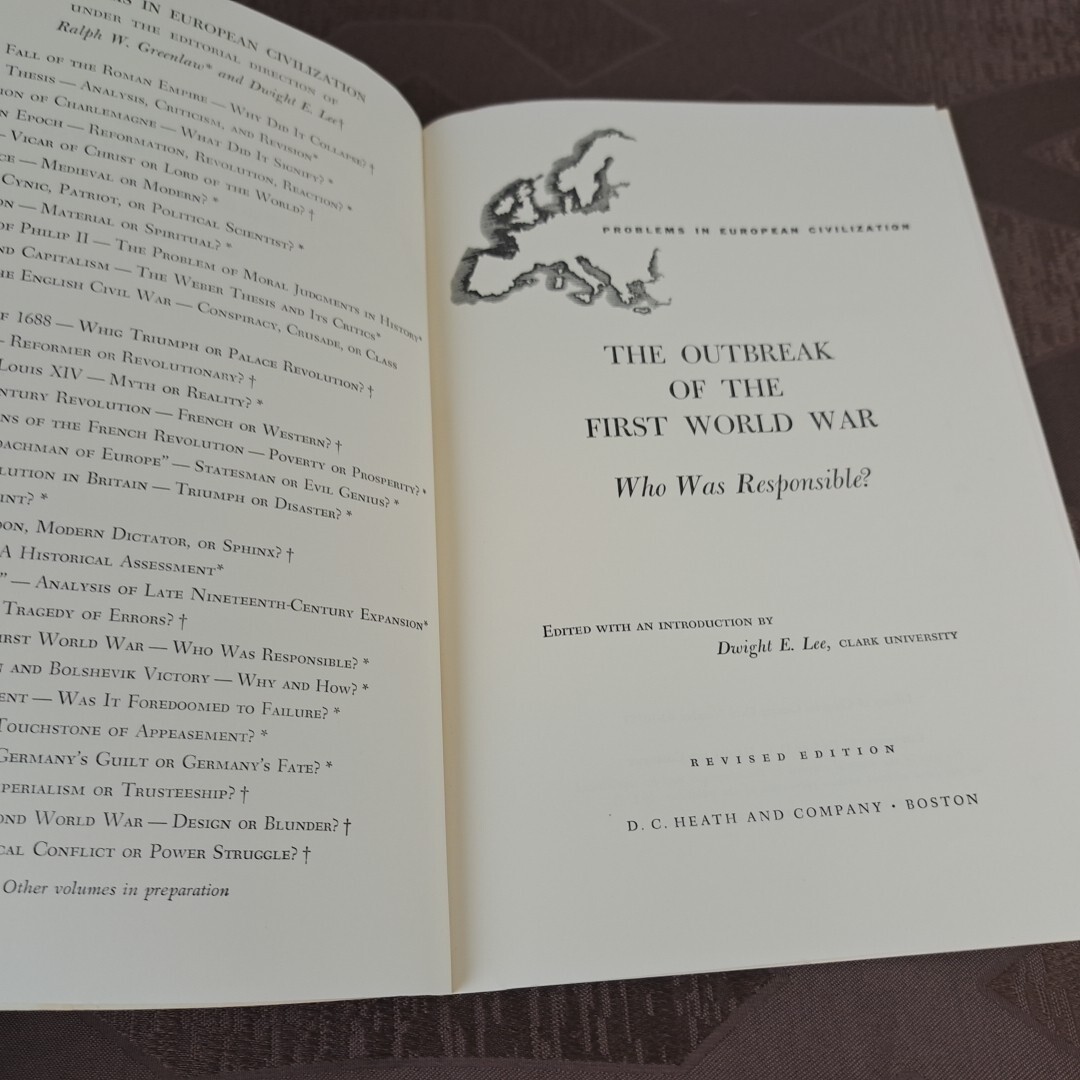 S IN EUROPEAN CIVILIZATION
UNDER THE EDITORIAL DIRECTION OF
Ralph W. Greenlaw* and Dwight E. Lee†
FALL OF THE ROMAN EMPIRE — WHY DID IT COLLAPSE? †
THESIS — ANALYSIS, CRITICISM, AND REVISION*
ION OF CHARLEMAGNE — WHAT DID IT SIGNIFY? *
N EPOCH — REFORMATION, REVOLUTION, REACTION? *
— VICAR OF CHRIST OR LORD OF THE WORLD? †
CE — MEDIEVAL OR MODERN? *
CYNIC, PATRIOT, OR POLITICAL SCIENTIST? *
ON — MATERIAL OR SPIRITUAL? *
OF PHILIP II — THE PROBLEM OF MORAL JUDGMENTS IN HISTORY*
ND CAPITALISM — THE WEBER THESIS AND ITS CRITICS*
HE ENGLISH CIVIL WAR — CONSPIRACY, CRUSADE, OR CLASS
F 1688 — WHIG TRIUMPH OR PALACE REVOLUTION? †
— REFORMER OR REVOLUTIONARY? †
LOUIS XIV — MYTH OR REALITY? *
NTURY REVOLUTION — FRENCH OR WESTERN? †
NS OF THE FRENCH REVOLUTION — POVERTY OR PROSPERITY? *
OACHMAN OF EUROPE” — STATESMAN OR EVIL GENIUS? *
LUTION IN BRITAIN — TRIUMPH OR DISASTER? *
INT? *
ON, MODERN DICTATOR, OR SPHINX? †
A HISTORICAL ASSESSMENT*
” — ANALYSIS OF LATE NINETEENTH-CENTURY EXPANSION*
TRAGEDY OF ERRORS? †
IRST WORLD WAR — WHO WAS RESPONSIBLE? *
N AND BOLSHEVIK VICTORY — WHY AND HOW? *
ENT — WAS IT FOREDOOMED TO FAILURE? *
TOUCHSTONE OF APPEASEMENT? *
GERMANY’S GUILT OR GERMANY’S FATE? *
PERIALISM OR TRUSTEESHIP? †
OND WORLD WAR — DESIGN OR BLUNDER? †
CAL CONFLICT OR POWER STRUGGLE? †
Other volumes in preparation
PROBLEMS IN EUROPEAN CIVILIZATION
THE OUTBREAK
OF THE
FIRST WORLD WAR
Who Was Responsible?
EDITED WITH AN INTRODUCTION BY
Dwight E. Lee, CLARK UNIVERSITY
REVISED EDITION
D. C. HEATH AND COMPANY • BOSTON